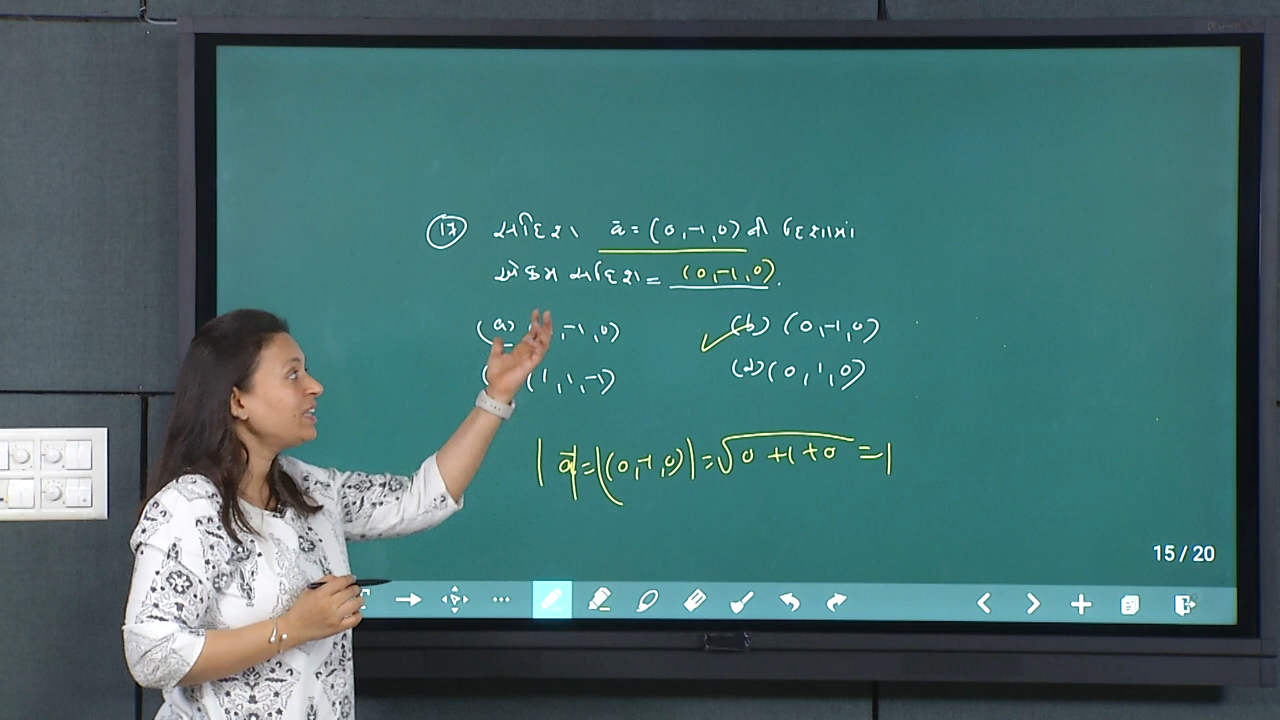 (17) સદિશ ā = (0,-1,0) ની દિશામાં
એકમ સદિશ = (0,-1,0).
(a) ,-1,0) (b) (0,-1,0)
(1,1,-1) (d) (0,1,0)
|ā| = |(0,-1,0)| = √0+1+0 = 1
15 / 20